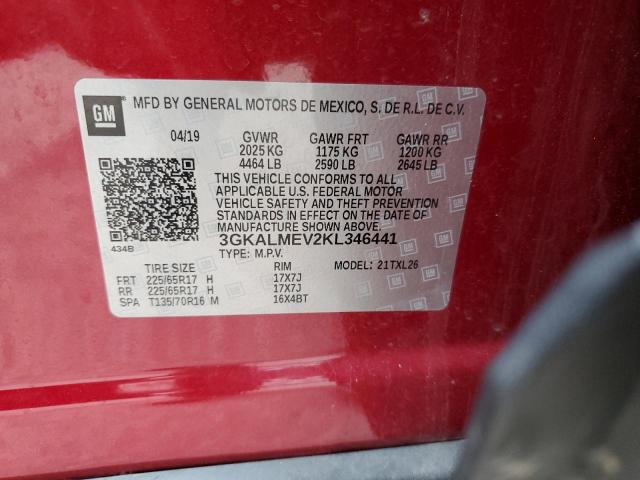 GM MFD BY GENERAL MOTORS DE MEXICO, S. DE R.L. DE C.V.
04/19 GVWR GAWR FRT GAWR RR
2025 KG 1175 KG 1200 KG
4464 LB 2590 LB 2645 LB
THIS VEHICLE CONFORMS TO ALL
APPLICABLE U.S. FEDERAL MOTOR
VEHICLE SAFETY AND THEFT
PREVENTION STANDARDS IN EFFECT ON THE DATE OF
MANUFACTURE SHOWN ABOVE.
434B 3GKALMEV2KL346441
TYPE: M.P.V. MODEL: 21TXL26
TIRE SIZE RIM
FRT 225/65R17 H 17X7J
RR 225/65R17 H 17X7J
SPA T135/70R16 M 16X4BT